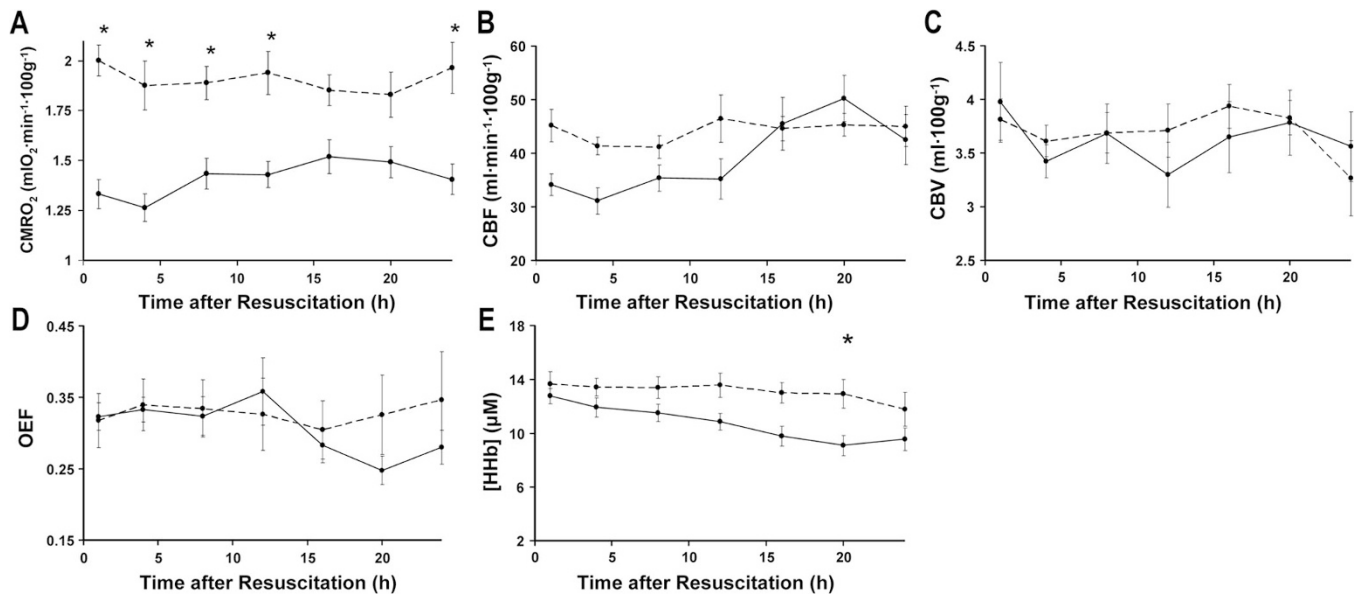 A
* * * * *
CMRO₂ (mlO₂·min⁻¹·100g⁻¹)
2
1.75
1.5
1.25
1
0 5 10 15 20
Time after Resuscitation (h)
B
CBF (ml·min⁻¹·100g⁻¹)
60
50
40
30
20
0 5 10 15 20
Time after Resuscitation (h)
C
CBV (ml·100g⁻¹)
4.5
4
3.5
3
2.5
0 5 10 15 20
Time after Resuscitation (h)
D
OEF
0.45
0.35
0.25
0.15
0 5 10 15 20
Time after Resuscitation (h)
E
*
[HHb] (μM)
18
14
10
6
2
0 5 10 15 20
Time after Resuscitation (h)